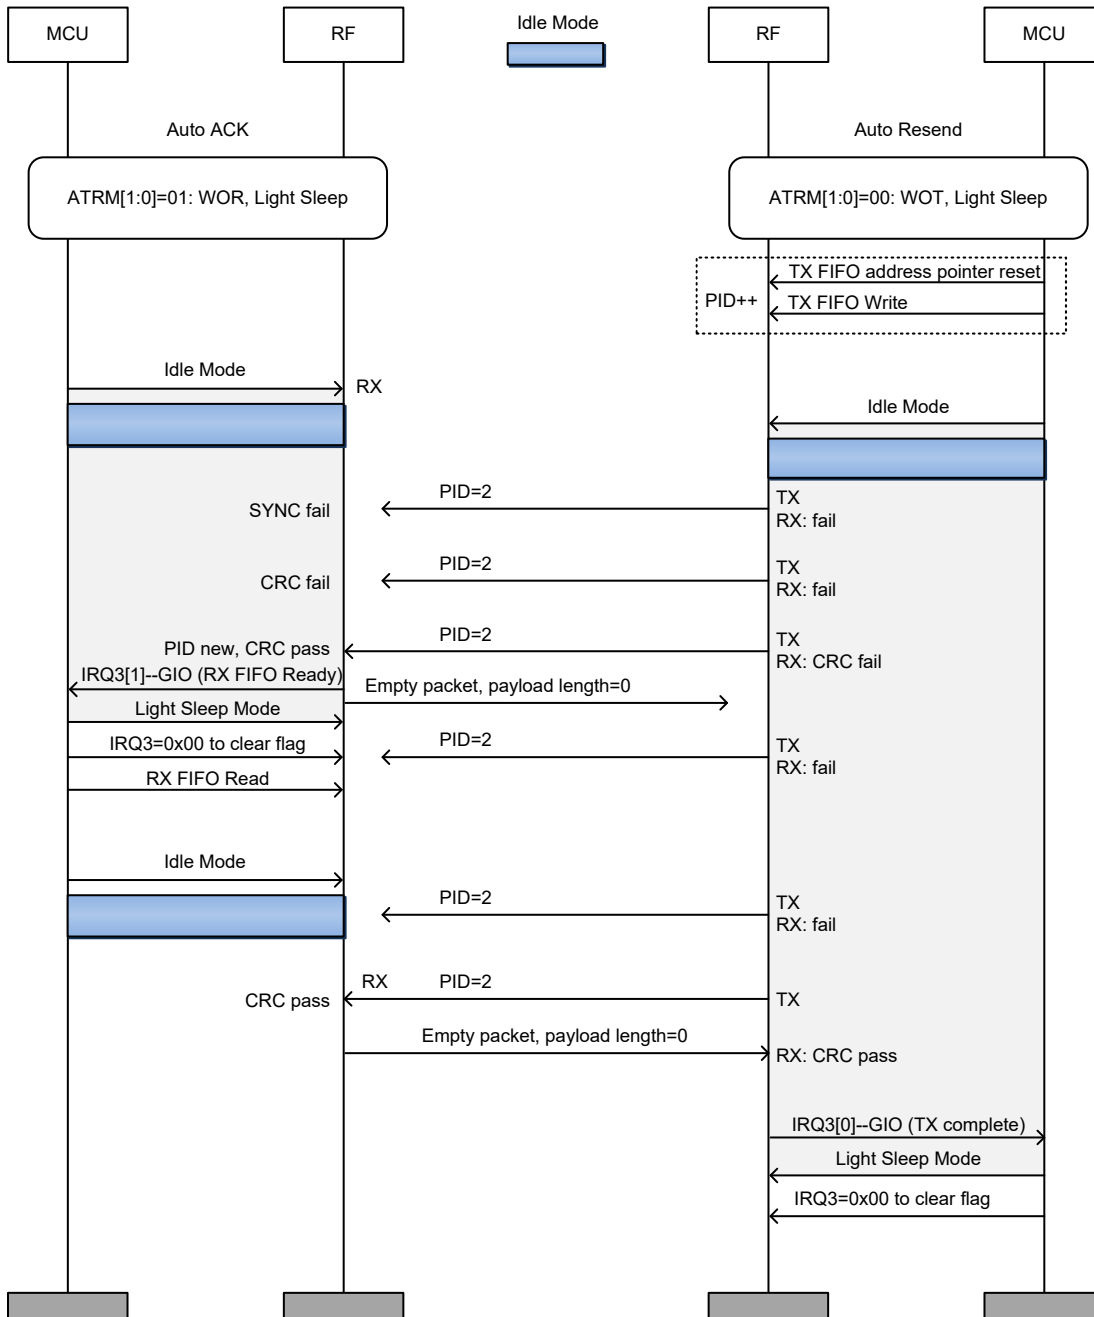 MCU
RF
Idle Mode
RF
MCU
Auto ACK
Auto Resend
ATRM[1:0]=01: WOR, Light Sleep
ATRM[1:0]=00: WOT, Light Sleep
TX FIFO address pointer reset
PID++
TX FIFO Write
Idle Mode
RX
Idle Mode
PID=2
TX
SYNC fail
RX: fail
PID=2
TX
CRC fail
RX: fail
PID=2
TX
PID new, CRC pass
RX: CRC fail
IRQ3[1]--GIO (RX FIFO Ready)
Empty packet, payload length=0
Light Sleep Mode
IRQ3=0x00 to clear flag
PID=2
TX
RX: fail
RX FIFO Read
Idle Mode
PID=2
TX
RX: fail
RX
PID=2
CRC pass
TX
Empty packet, payload length=0
RX: CRC pass
IRQ3[0]--GIO (TX complete)
Light Sleep Mode
IRQ3=0x00 to clear flag